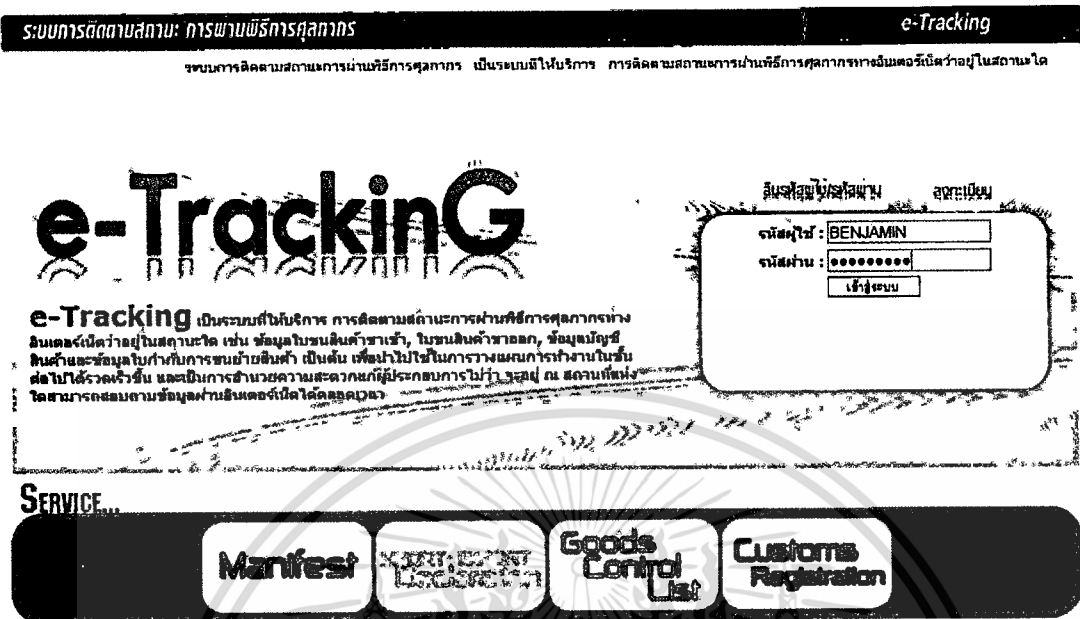 ระบบการติดตามสถานะ การผ่านพิธีการศุลกากร
e-Tracking
ระบบการติดตามสถานะการผ่านพิธีการศุลกากร เป็นระบบมีให้บริการ การติดตามสถานะการผ่านพิธีการศุลกากรทางอินเตอร์เน็ตว่าอยู่ในสถานะใด
e-TrackinG
ลืมรหัสผู้ใช้/รหัสผ่าน
ลงทะเบียน
รหัสผู้ใช้ : BENJAMIN
รหัสผ่าน : •••••••••
เข้าสู่ระบบ
e-Tracking เป็นระบบที่ให้บริการ การติดตามสถานะการผ่านพิธีการศุลกากรทาง
อินเตอร์เน็ตว่าอยู่ในสถานะใด เช่น ข้อมูลใบขนสินค้าขาเข้า, ใบขนสินค้าขาออก, ข้อมูลบัญชี
สินค้าและข้อมูลใบกำกับการขนย้ายสินค้า เป็นต้น เพื่อนำไปใช้ในการวางแผนการทำงานในขั้น
ต่อไปได้รวดเร็วขึ้น และเป็นการอำนวยความสะดวกแก่ผู้ประกอบการไม่ว่า จะอยู่ ณ สถานที่แห่ง
ใดสามารถสอบถามข้อมูลผ่านอินเตอร์เน็ตได้ตลอดเวลา
SERVICE...
Manifest
Declaration
Goods
Control
List
Customs
Registration